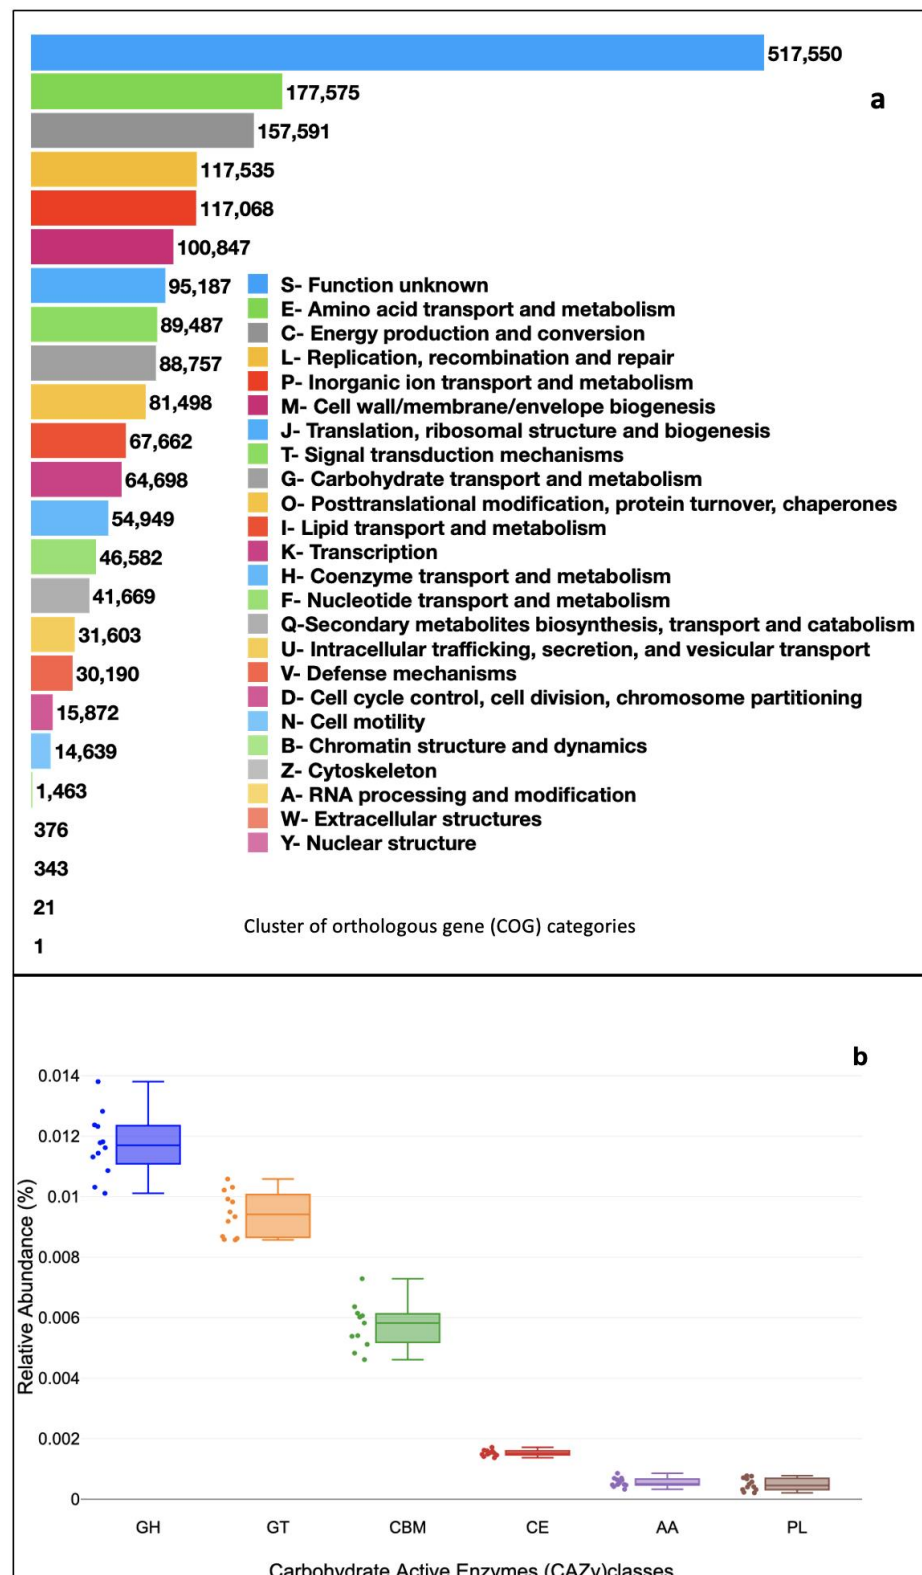 517,550
a
177,575
157,591
117,535
117,068
100,847
95,187
89,487
88,757
81,498
67,662
64,698
54,949
46,582
41,669
31,603
30,190
15,872
14,639
1,463
376
343
21
1
S- Function unknown
E- Amino acid transport and metabolism
C- Energy production and conversion
L- Replication, recombination and repair
P- Inorganic ion transport and metabolism
M- Cell wall/membrane/envelope biogenesis
J- Translation, ribosomal structure and biogenesis
T- Signal transduction mechanisms
G- Carbohydrate transport and metabolism
O- Posttranslational modification, protein turnover, chaperones
I- Lipid transport and metabolism
K- Transcription
H- Coenzyme transport and metabolism
F- Nucleotide transport and metabolism
Q-Secondary metabolites biosynthesis, transport and catabolism
U- Intracellular trafficking, secretion, and vesicular transport
V- Defense mechanisms
D- Cell cycle control, cell division, chromosome partitioning
N- Cell motility
B- Chromatin structure and dynamics
Z- Cytoskeleton
A- RNA processing and modification
W- Extracellular structures
Y- Nuclear structure
Cluster of orthologous gene (COG) categories
b
Relative Abundance (%)
0.014
0.012
0.01
0.008
0.006
0.004
0.002
0
GH GT CBM CE AA PL
Carbohydrate Active Enzymes (CAZy)classes